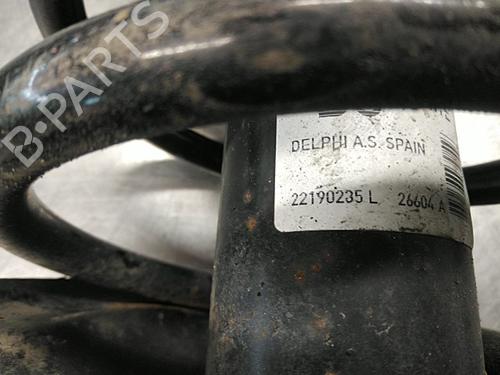 B-PARTS
DELPHI A.S. SPAIN
22190235 L 26604 A